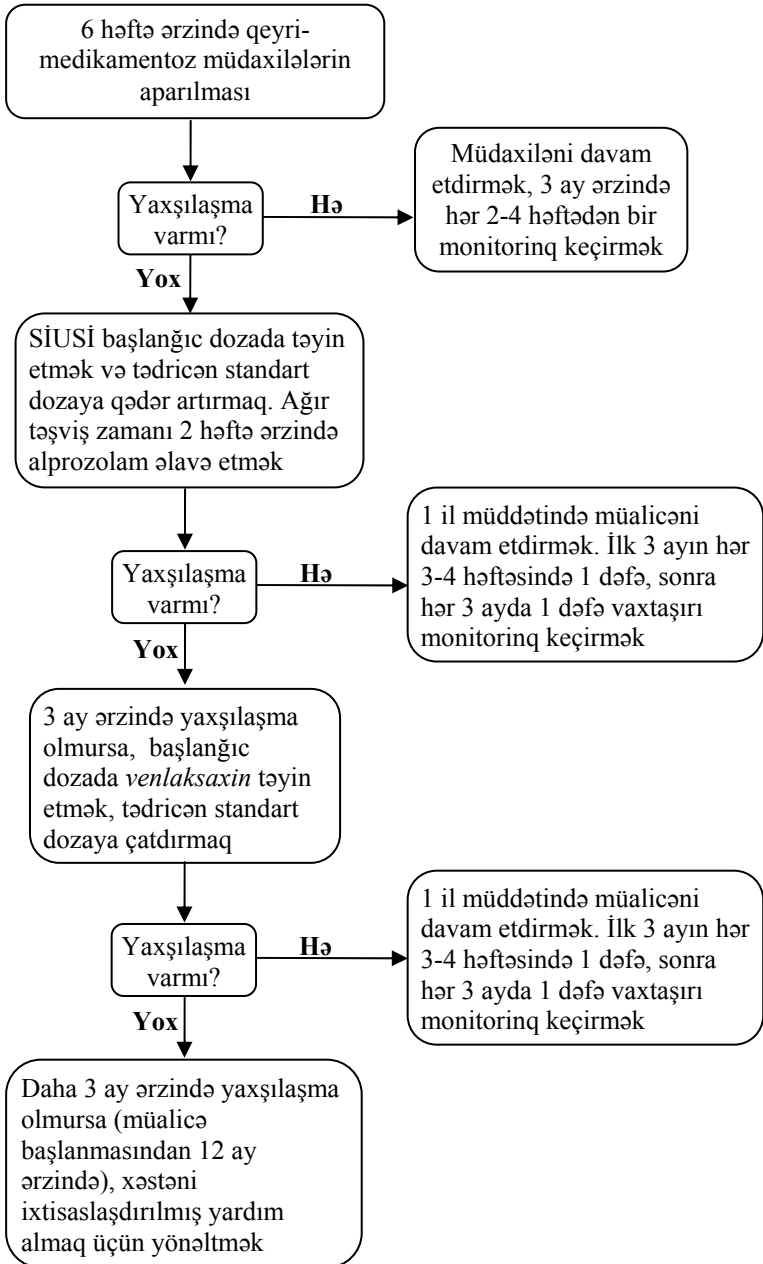 6 həftə ərzində qeyri-
medikamentoz müdaxilələrin
aparılması
Yaxşılaşma
varmı?
Hə
Müdaxiləni davam
etdirmək, 3 ay ərzində
hər 2-4 həftədən bir
monitorinq keçirmək
Yox
SİUSİ başlanğıc dozada təyin
etmək və tədricən standart
dozaya qədər artırmaq. Ağır
təşviş zamanı 2 həftə ərzində
alprozolam əlavə etmək
Yaxşılaşma
varmı?
Hə
1 il müddətində müalicəni
davam etdirmək. İlk 3 ayın hər
3-4 həftəsində 1 dəfə, sonra
hər 3 ayda 1 dəfə vaxtaşırı
monitorinq keçirmək
Yox
3 ay ərzində yaxşılaşma
olmursa, başlanğıc
dozada venlaksaxin təyin
etmək, tədricən standart
dozaya çatdırmaq
Yaxşılaşma
varmı?
Hə
1 il müddətində müalicəni
davam etdirmək. İlk 3 ayın hər
3-4 həftəsində 1 dəfə, sonra
hər 3 ayda 1 dəfə vaxtaşırı
monitorinq keçirmək
Yox
Daha 3 ay ərzində yaxşılaşma
olmursa (müalicə
başlanmasından 12 ay
ərzində), xəstəni
ixtisaslaşdırılmış yardım
almaq üçün yönəltmək